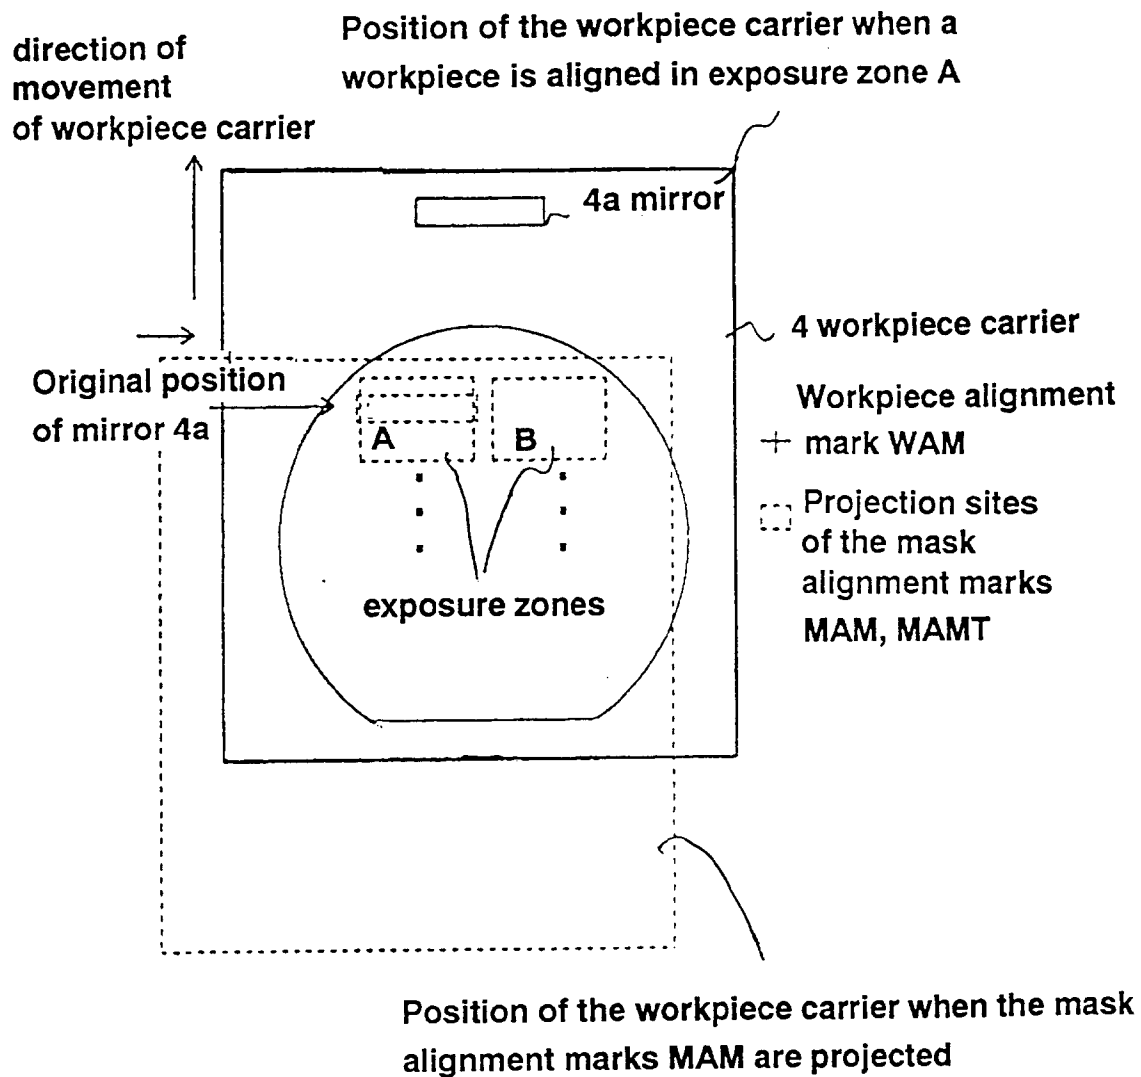 Position of the workpiece carrier when a
workpiece is aligned in exposure zone A
direction of
movement
of workpiece carrier
4a mirror
4 workpiece carrier
Original position
of mirror 4a
A
B
Workpiece alignment
mark WAM
Projection sites
of the mask
alignment marks
MAM, MAMT
exposure zones
Position of the workpiece carrier when the mask
alignment marks MAM are projected